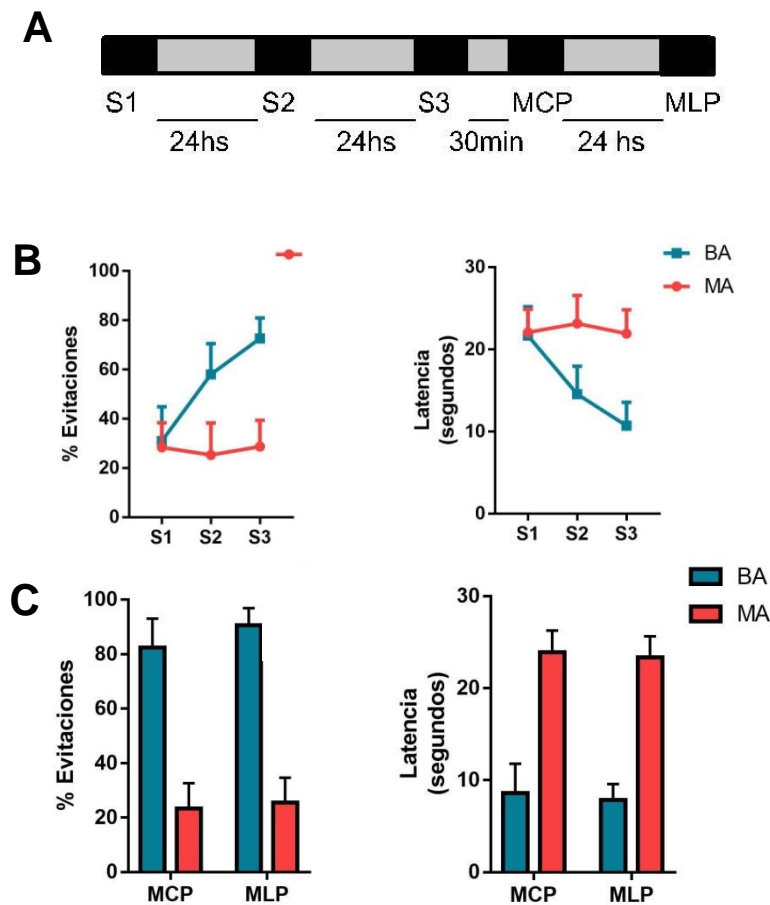 A
S1 S2 S3 MCP MLP
24hs 24hs 30min 24 hs
B
% Evitaciones
100
80
60
40
20
0
S1 S2 S3
Latencia
(segundos)
30
20
10
0
S1 S2 S3
BA
MA
C
% Evitaciones
100
80
60
40
20
0
MCP MLP
Latencia
(segundos)
30
20
10
0
MCP MLP
BA
MA